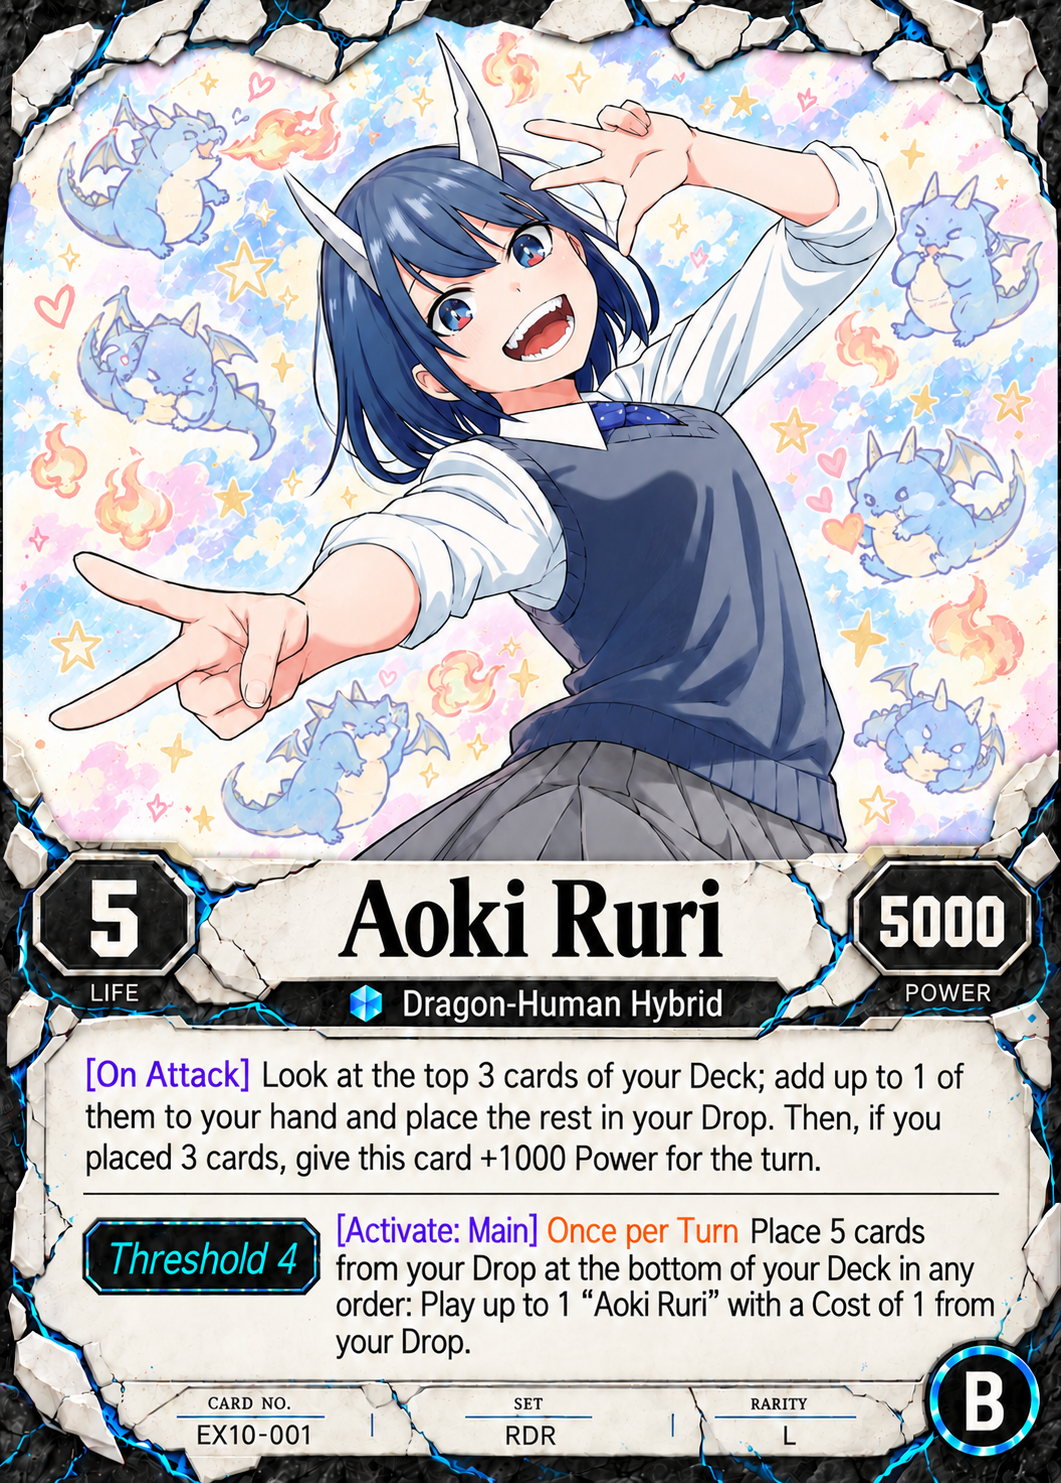 5
LIFE
Aoki Ruri
5000
POWER
Dragon-Human Hybrid
[On Attack] Look at the top 3 cards of your Deck; add up to 1 of
them to your hand and place the rest in your Drop. Then, if you
placed 3 cards, give this card +1000 Power for the turn.
Threshold 4
[Activate: Main] Once per Turn Place 5 cards
from your Drop at the bottom of your Deck in any
order: Play up to 1 “Aoki Ruri” with a Cost of 1 from
your Drop.
CARD NO.
EX10-001
SET
RDR
RARITY
L
B